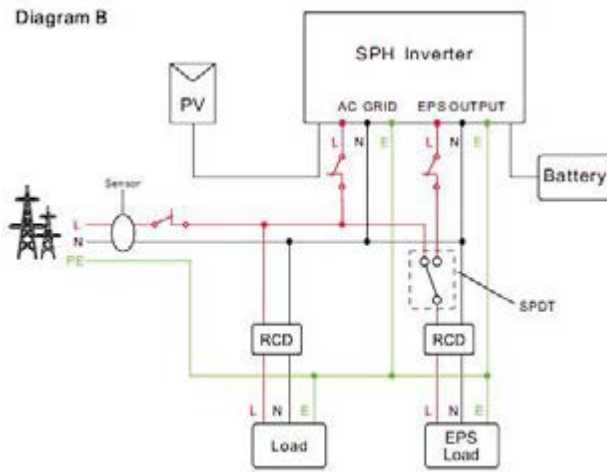 Diagram B
SPH Inverter
PV
AC GRID EPS OUTPUT
L N E L N E
Battery
Sensor
L
N
PE
SPDT
RCD RCD
L N E L N E
Load EPS
Load